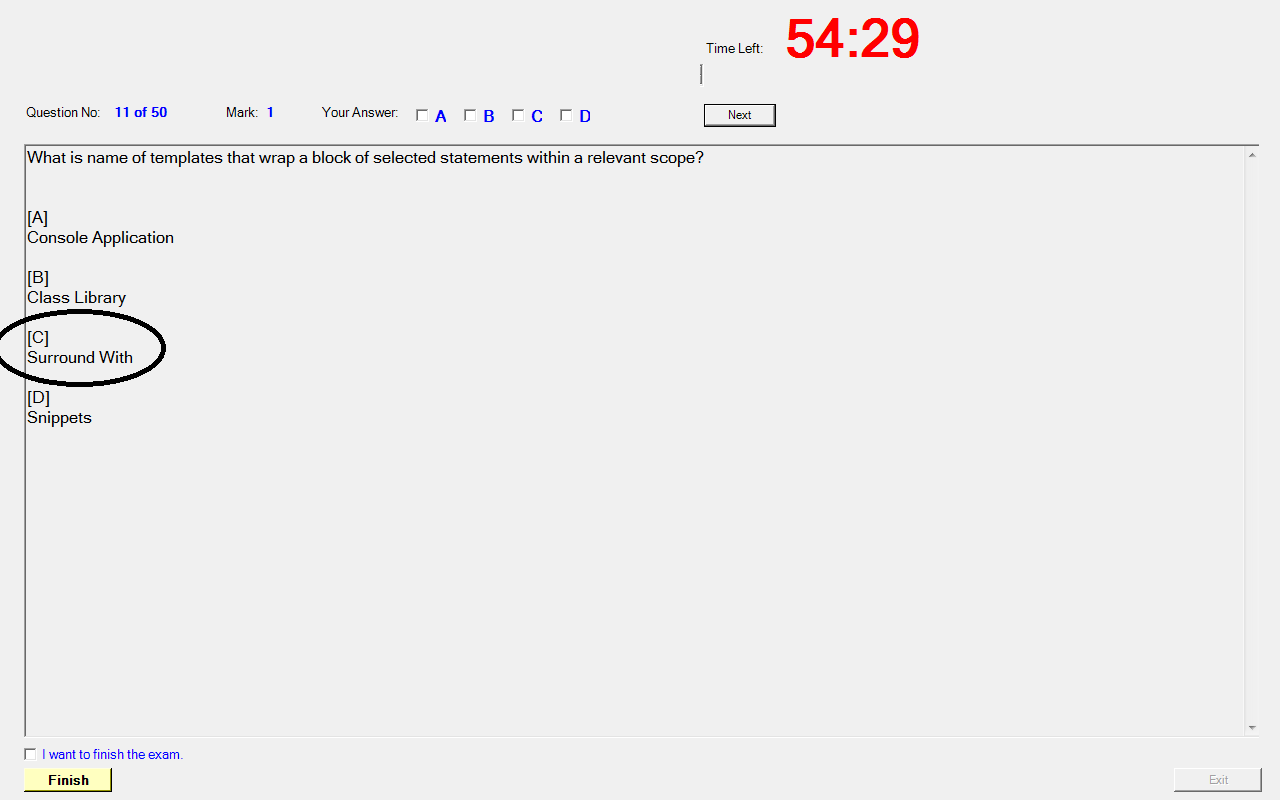 Time Left: 54:29
Question No: 11 of 50 Mark: 1 Your Answer: A B C D Next
What is name of templates that wrap a block of selected statements within a relevant scope?
[A]
Console Application
[B]
Class Library
[C]
Surround With
[D]
Snippets
I want to finish the exam.
Finish Exit